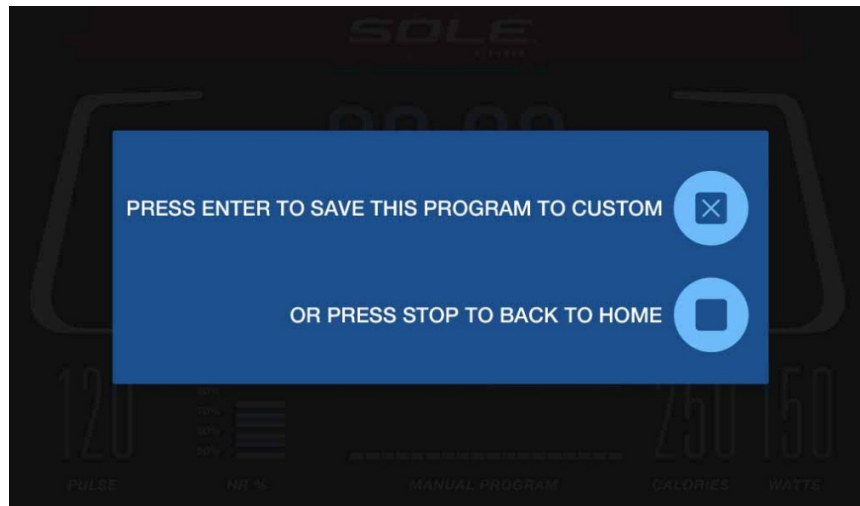 SOLE
PRESS ENTER TO SAVE THIS PROGRAM TO CUSTOM
OR PRESS STOP TO BACK TO HOME
120
250
150
PULSE
HR %
MANUAL PROGRAM
CALORIES
WATTS